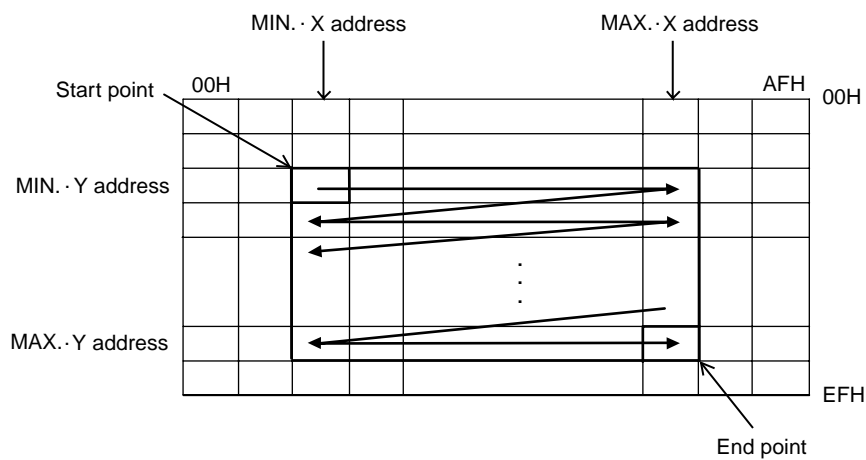 MIN. · X address
MAX. · X address
00H
AFH
00H
Start point
MIN. · Y address
MAX. · Y address
EFH
End point